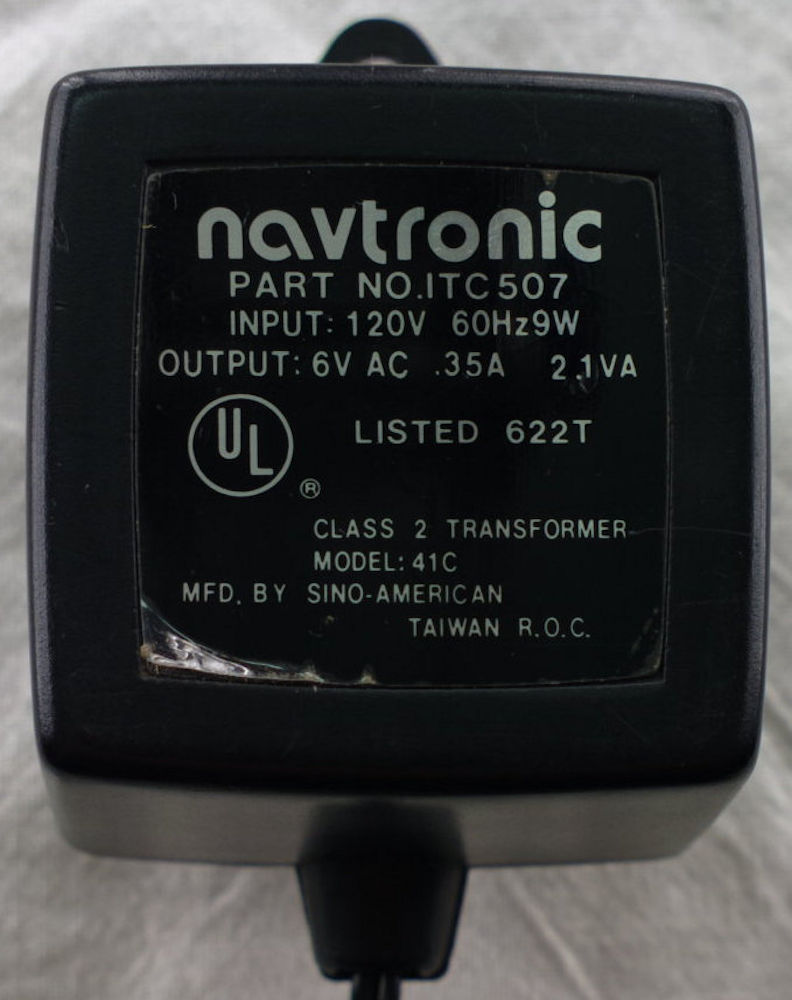 navtronic
PART NO.ITC507
INPUT: 120V 60Hz9W
OUTPUT: 6V AC .35A 2.1VA
UL LISTED 622T
®
CLASS 2 TRANSFORMER
MODEL: 41C
MFD. BY SINO-AMERICAN
TAIWAN R.O.C.